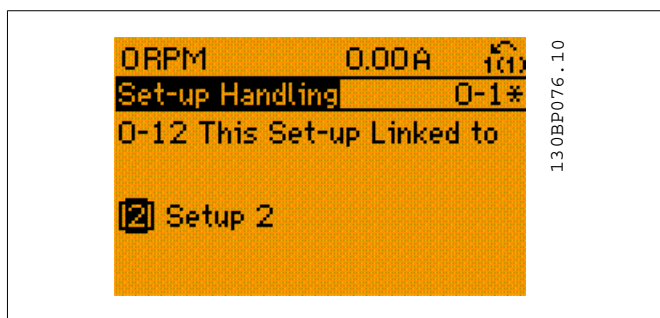 0RPM 0.00A 1(1)
Set-up Handling 0-1*
0-12 This Set-up Linked to
[2] Setup 2
130BP076.10